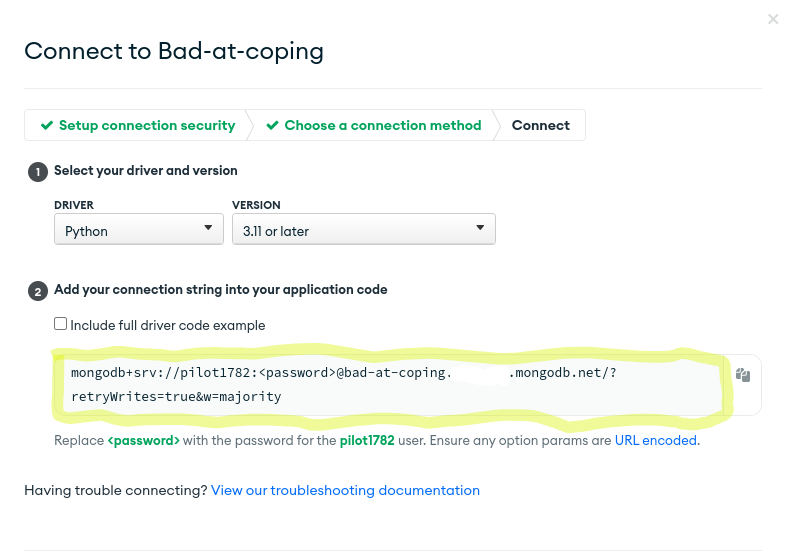 Connect to Bad-at-coping
Setup connection security
Choose a connection method
Connect
1 Select your driver and version
DRIVER
VERSION
Python
3.11 or later
2 Add your connection string into your application code
Include full driver code example
mongodb+srv://pilot1782:<password>@bad-at-coping. .mongodb.net/?
retryWrites=true&w=majority
Replace <password> with the password for the pilot1782 user. Ensure any option params are URL encoded.
Having trouble connecting? View our troubleshooting documentation